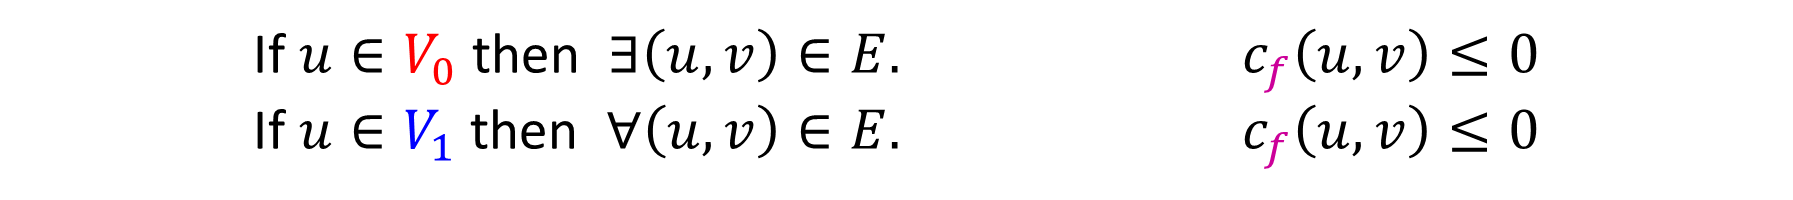 If u ∈ V₀ then ∃(u, v) ∈ E. c_f(u, v) ≤ 0
If u ∈ V₁ then ∀(u, v) ∈ E. c_f(u, v) ≤ 0